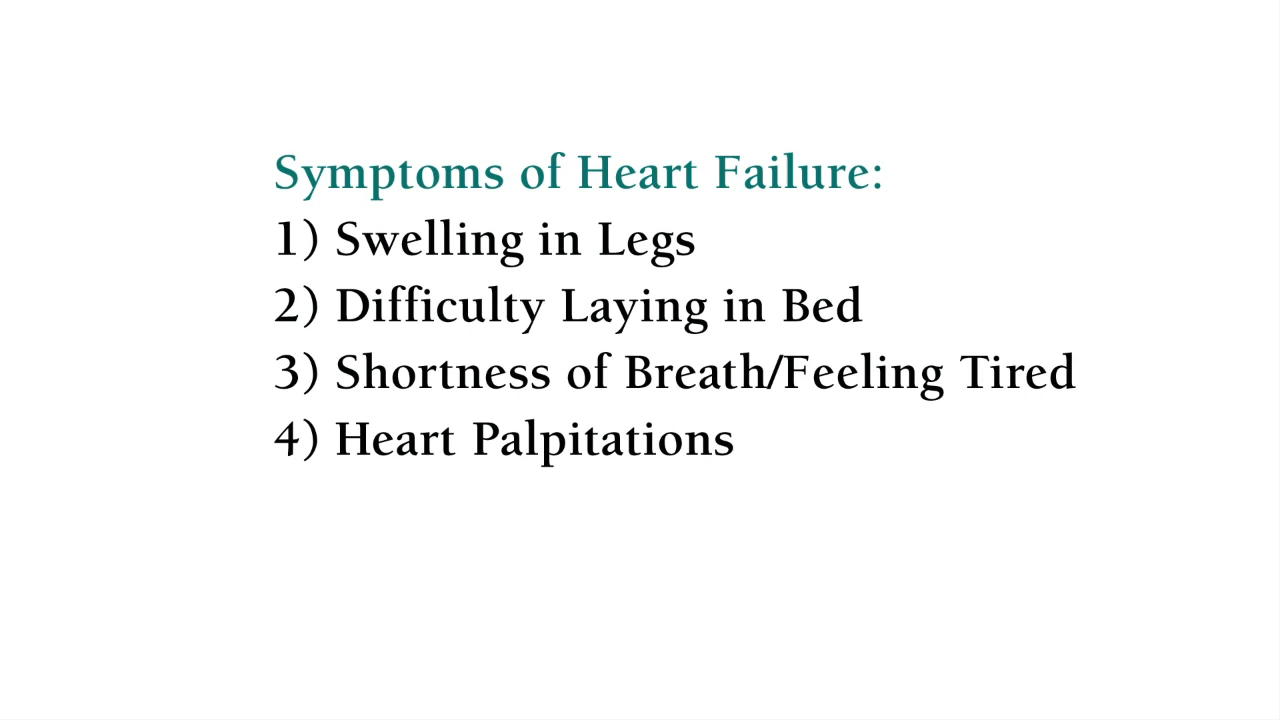 Symptoms of Heart Failure:
1) Swelling in Legs
2) Difficulty Laying in Bed
3) Shortness of Breath/Feeling Tired
4) Heart Palpitations